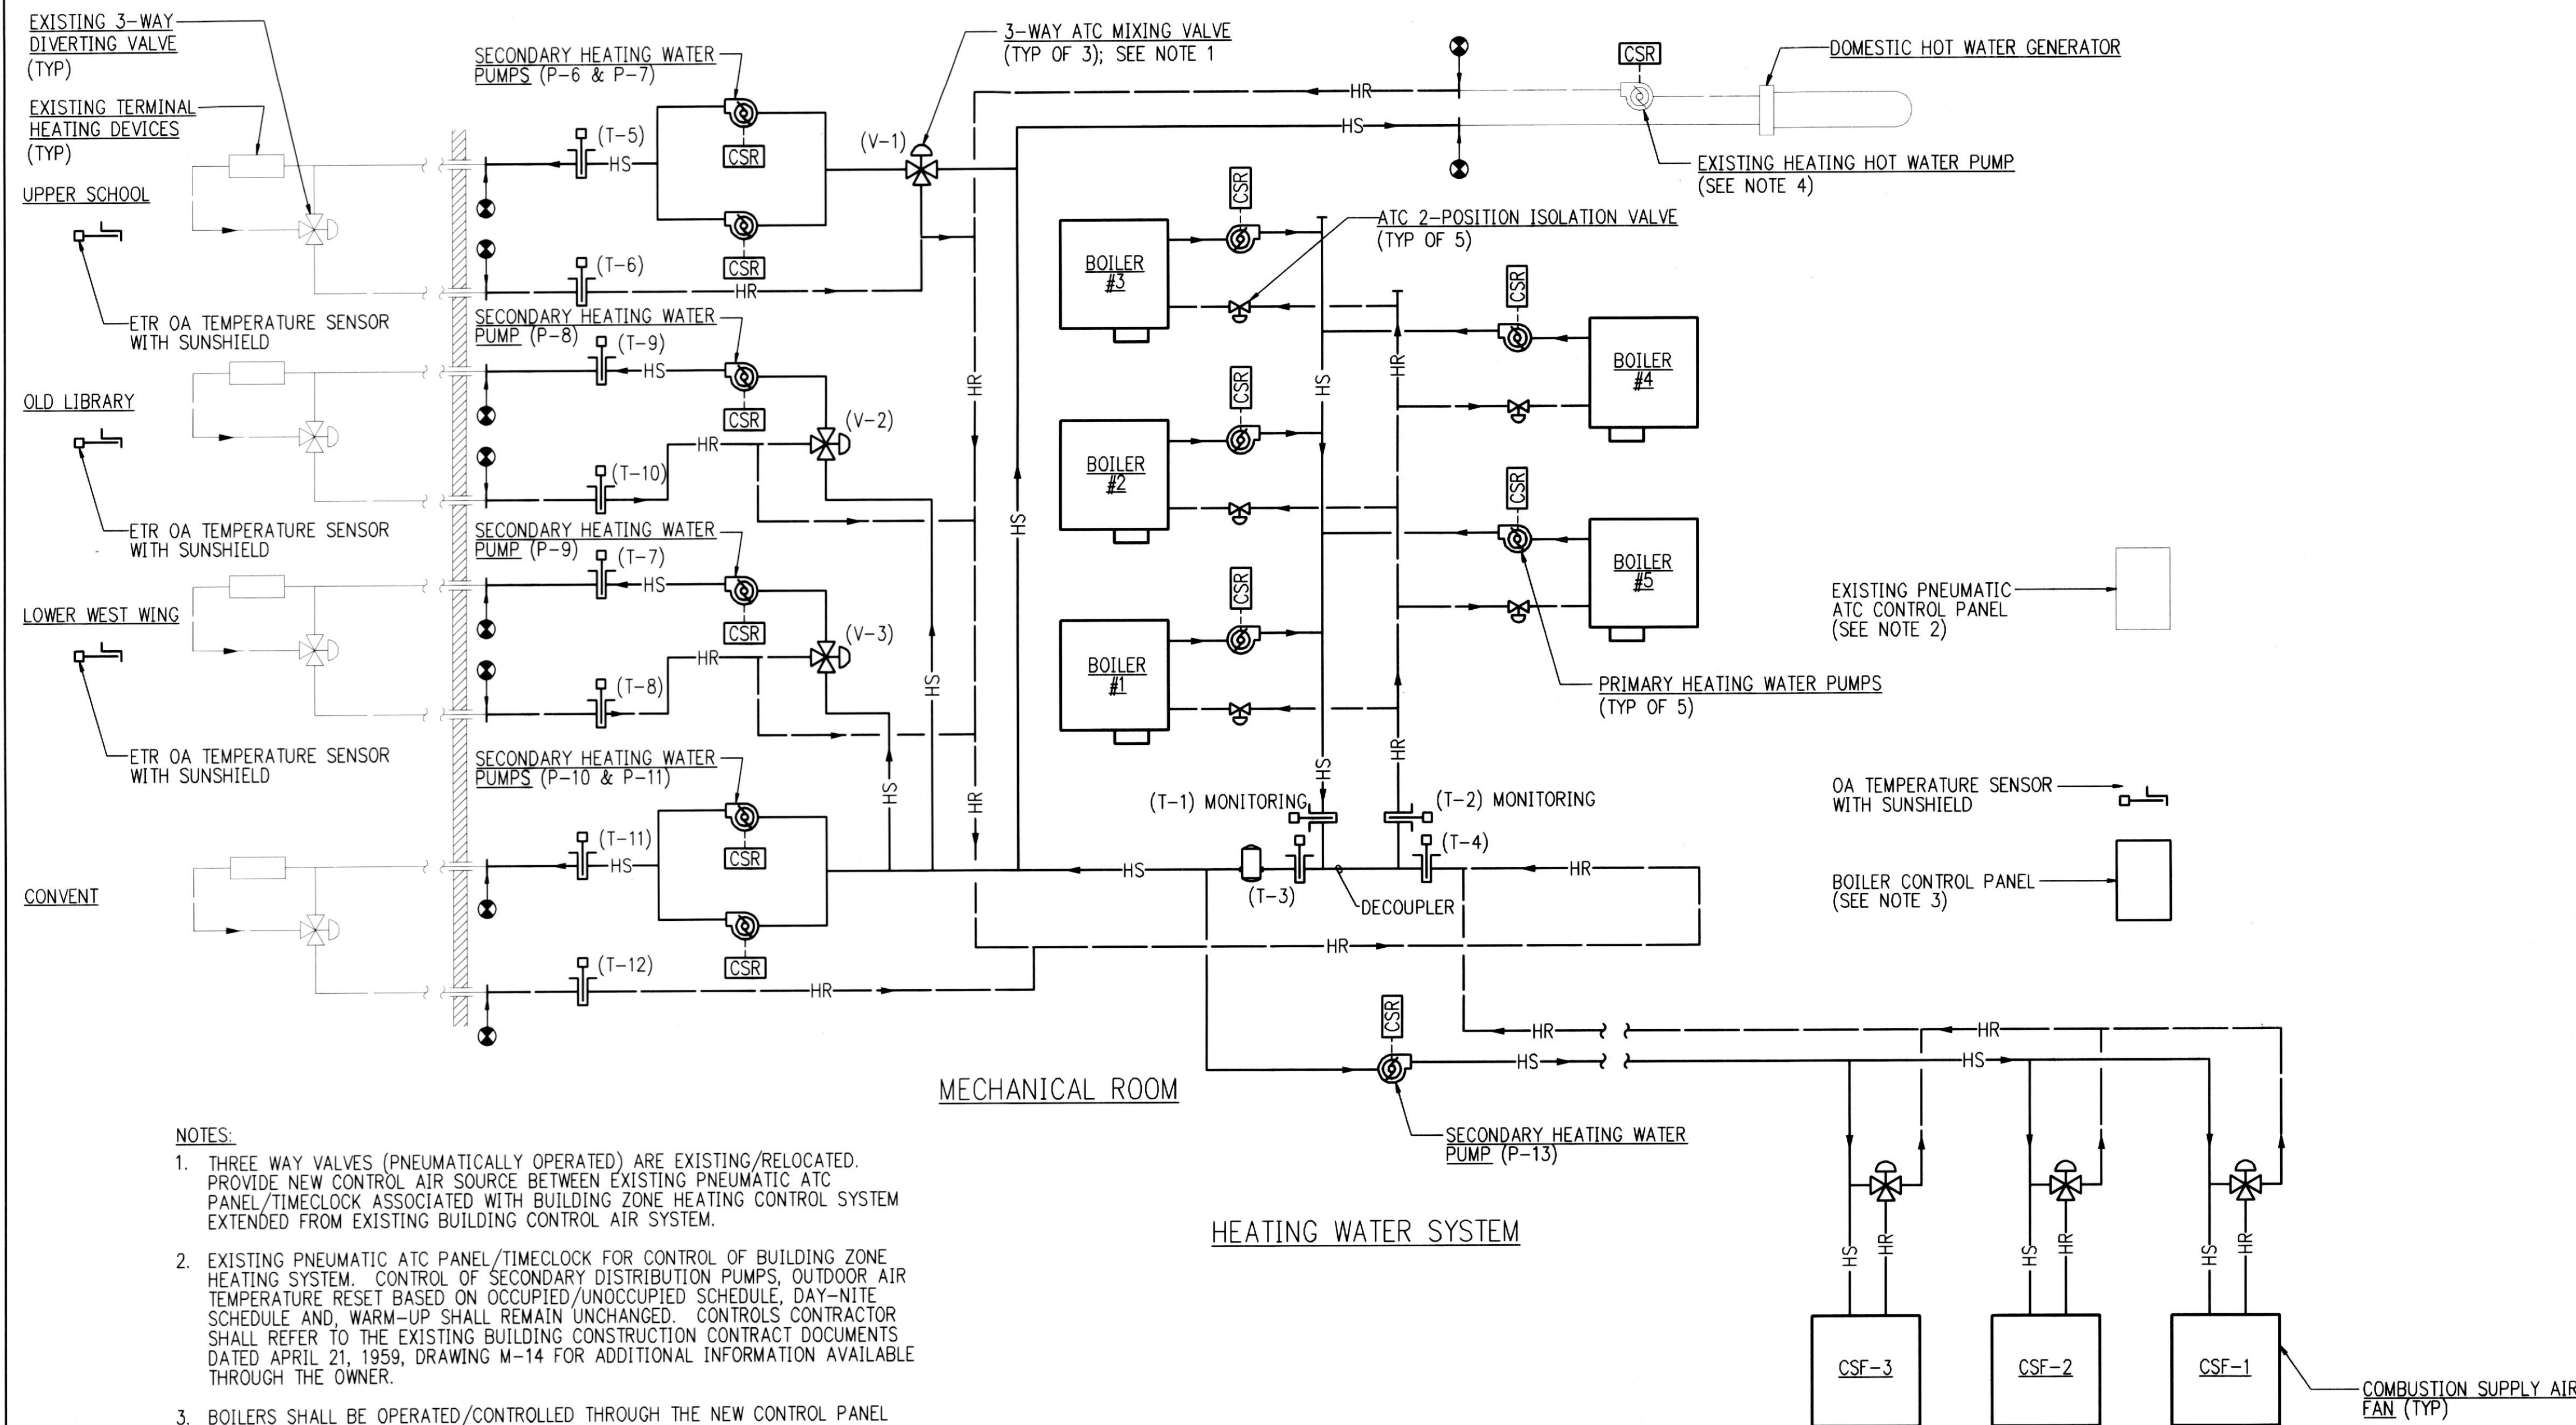 EXISTING 3-WAY
DIVERTING VALVE
(TYP)
EXISTING TERMINAL
HEATING DEVICES
(TYP)
UPPER SCHOOL
ETR OA TEMPERATURE SENSOR
WITH SUNSHIELD
OLD LIBRARY
ETR OA TEMPERATURE SENSOR
WITH SUNSHIELD
LOWER WEST WING
ETR OA TEMPERATURE SENSOR
WITH SUNSHIELD
CONVENT
SECONDARY HEATING WATER
PUMPS (P-6 & P-7)
(T-5)
HS
CSR
CSR
(V-1)
(T-6)
HR
3-WAY ATC MIXING VALVE
(TYP OF 3); SEE NOTE 1
SECONDARY HEATING WATER
PUMP (P-8)
(T-9)
HS
CSR
(V-2)
HR
(T-10)
SECONDARY HEATING WATER
PUMP (P-9)
(T-7)
HS
CSR
(V-3)
HR
(T-8)
SECONDARY HEATING WATER
PUMPS (P-10 & P-11)
(T-11)
HS
CSR
CSR
(T-12)
HR
HR
HR
HS
HS
HS
HR
HS
CSR
DOMESTIC HOT WATER GENERATOR
EXISTING HEATING HOT WATER PUMP
(SEE NOTE 4)
ATC 2-POSITION ISOLATION VALVE
(TYP OF 5)
BOILER
#3
CSR
BOILER
#2
CSR
BOILER
#1
CSR
HS
HR
HS
HR
CSR
BOILER
#4
CSR
BOILER
#5
PRIMARY HEATING WATER PUMPS
(TYP OF 5)
(T-1) MONITORING
(T-2) MONITORING
(T-4)
HS
(T-3)
DECOUPLER
HR
HR
EXISTING PNEUMATIC
ATC CONTROL PANEL
(SEE NOTE 2)
OA TEMPERATURE SENSOR
WITH SUNSHIELD
BOILER CONTROL PANEL
(SEE NOTE 3)
CSR
HR
HR
HS
HS
SECONDARY HEATING WATER
PUMP (P-13)
HS
HR
HS
HR
HS
HR
CSF-3
CSF-2
CSF-1
COMBUSTION SUPPLY AIR
FAN (TYP)
MECHANICAL ROOM
HEATING WATER SYSTEM
NOTES:
1. THREE WAY VALVES (PNEUMATICALLY OPERATED) ARE EXISTING/RELOCATED.
PROVIDE NEW CONTROL AIR SOURCE BETWEEN EXISTING PNEUMATIC ATC
PANEL/TIMECLOCK ASSOCIATED WITH BUILDING ZONE HEATING CONTROL SYSTEM
EXTENDED FROM EXISTING BUILDING CONTROL AIR SYSTEM.
2. EXISTING PNEUMATIC ATC PANEL/TIMECLOCK FOR CONTROL OF BUILDING ZONE
HEATING SYSTEM. CONTROL OF SECONDARY DISTRIBUTION PUMPS, OUTDOOR AIR
TEMPERATURE RESET BASED ON OCCUPIED/UNOCCUPIED SCHEDULE, DAY-NITE
SCHEDULE AND, WARM-UP SHALL REMAIN UNCHANGED. CONTROLS CONTRACTOR
SHALL REFER TO THE EXISTING BUILDING CONSTRUCTION CONTRACT DOCUMENTS
DATED APRIL 21, 1959, DRAWING M-14 FOR ADDITIONAL INFORMATION AVAILABLE
THROUGH THE OWNER.
3. BOILERS SHALL BE OPERATED/CONTROLLED THROUGH THE NEW CONTROL PANEL